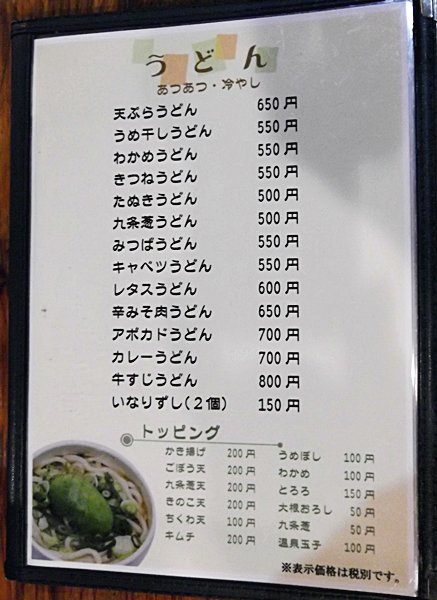 うどん
あつあつ・冷やし
天ぷらうどん 650円
うめ干しうどん 550円
わかめうどん 550円
きつねうどん 550円
たぬきうどん 500円
九条葱うどん 500円
みつばうどん 550円
キャベツうどん 550円
レタスうどん 600円
辛みそ肉うどん 650円
アボカドうどん 700円
カレーうどん 700円
牛すじうどん 800円
いなりずし(2個) 150円
トッピング
かき揚げ 200円 うめぼし 100円
ごぼう天 200円 わかめ 100円
九条葱天 200円 とろろ 150円
きのこ天 200円 大根おろし 50円
ちくわ天 100円 九条葱 50円
キムチ 200円 温泉玉子 100円
※表示価格は税別です。